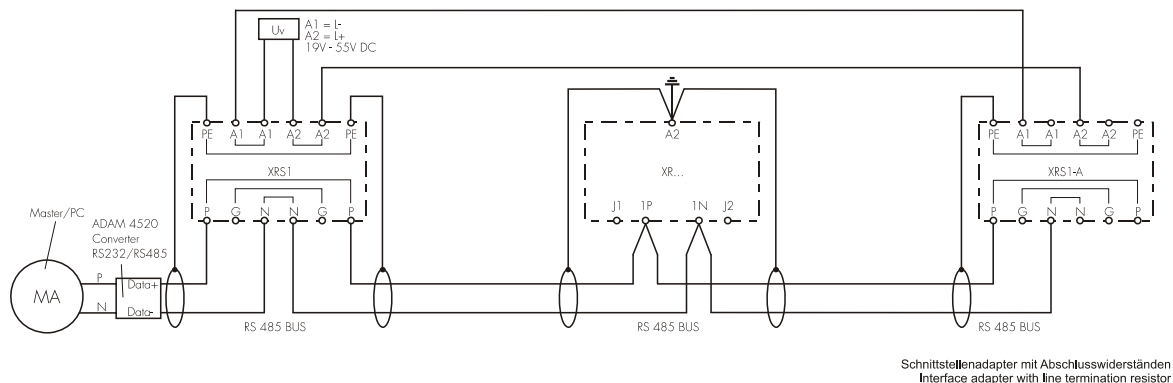 Uv
A1 = L-
A2 = L+
19V - 55V DC
PE A1 A1 A2 A2 PE
XRS1
P G N N G P
A2
XR...
J1 1P 1N J2
PE A1 A1 A2 A2 PE
XRS1-A
P G N N G P
Master/PC
ADAM 4520
Converter
RS232/RS485
MA
P
N
Data+
Data-
RS 485 BUS
RS 485 BUS
RS 485 BUS
Schnittstellenadapter mit Abschlusswiderständen
Interface adapter with line termination resistor